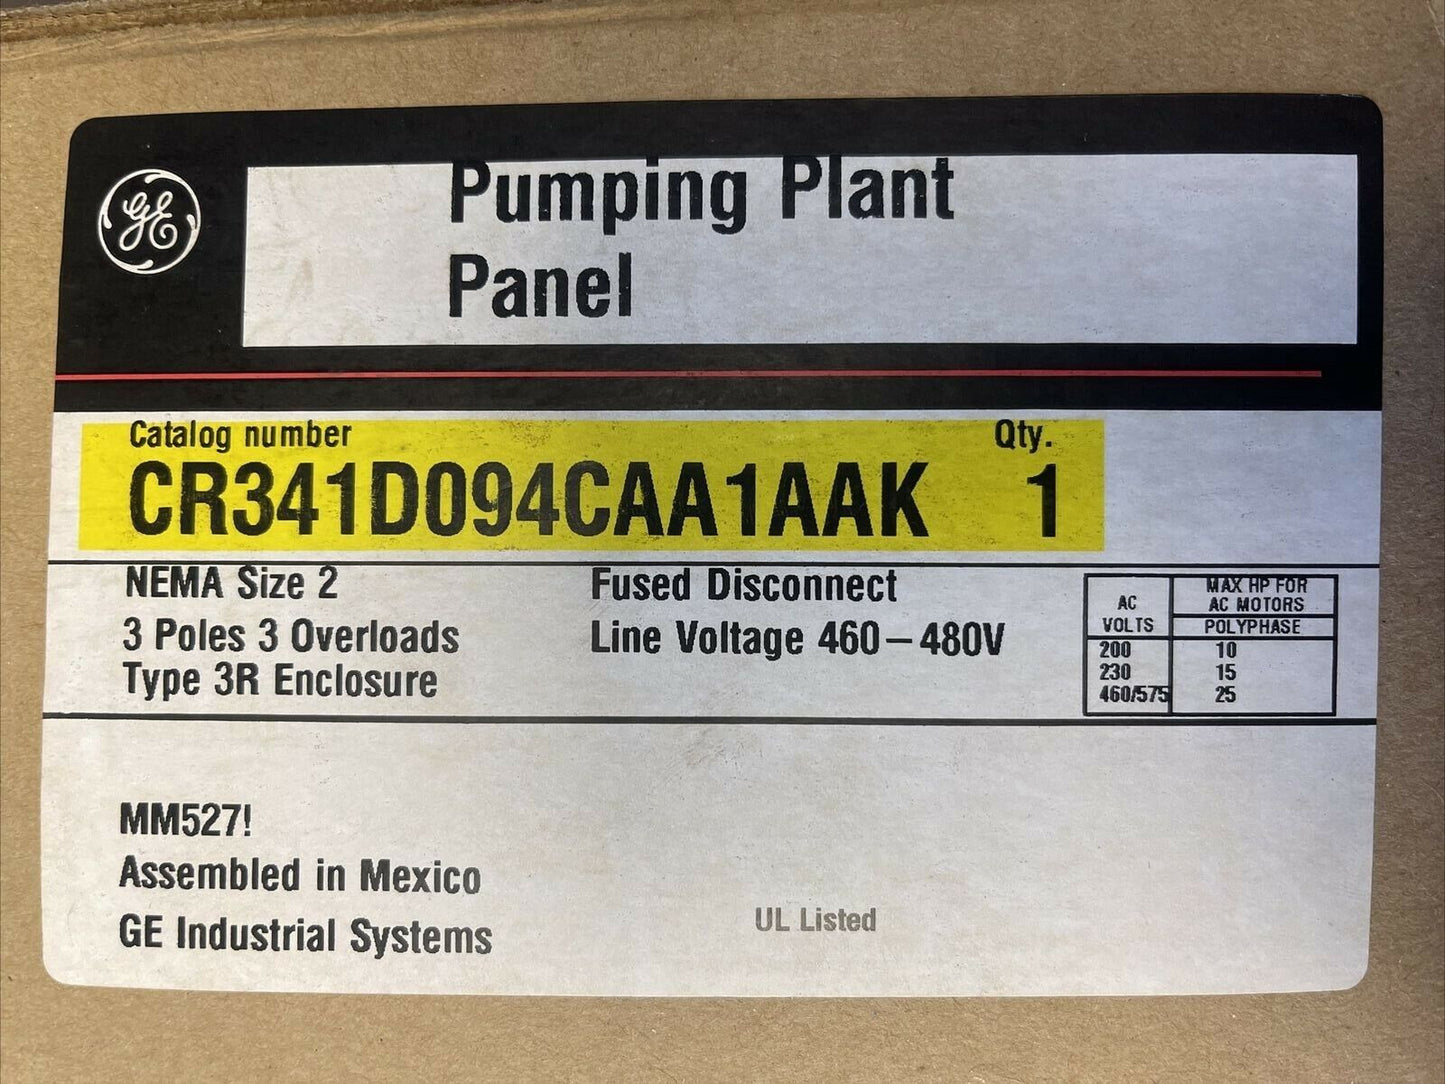 GE
Pumping Plant
Panel
Catalog number Qty.
CR341D094CAA1AAK 1
NEMA Size 2
3 Poles 3 Overloads
Type 3R Enclosure
Fused Disconnect
Line Voltage 460-480V
AC VOLTS
MAX HP FOR
AC MOTORS
POLYPHASE
200 10
230 15
460/575 25
MM527!
Assembled in Mexico
GE Industrial Systems
UL Listed